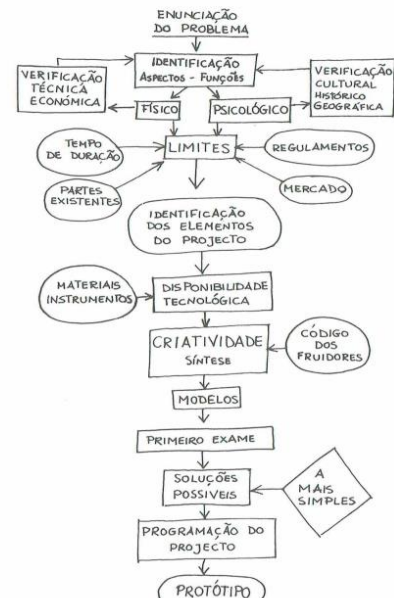 ENUNCIAÇÃO
DO PROBLEMA
IDENTIFICAÇÃO
ASPECTOS - FUNÇÕES
VERIFICAÇÃO
TÉCNICA
ECONÓMICA
VERIFICAÇÃO
CULTURAL
HISTÓRICO
GEOGRÁFICA
FÍSICO
PSICOLÓGICO
TEMPO
DE DURAÇÃO
LIMITES
REGULAMENTOS
PARTES
EXISTENTES
MERCADO
IDENTIFICAÇÃO
DOS ELEMENTOS
DO PROJECTO
MATERIAIS
INSTRUMENTOS
DISPONIBILIDADE
TECNOLÓGICA
CRIATIVIDADE
SÍNTESE
CÓDIGO
DOS
FRUIDORES
MODELOS
PRIMEIRO EXAME
SOLUÇÕES
POSSÍVEIS
A
MAIS
SIMPLES
PROGRAMAÇÃO DO
PROJECTO
PROTÓTIPO